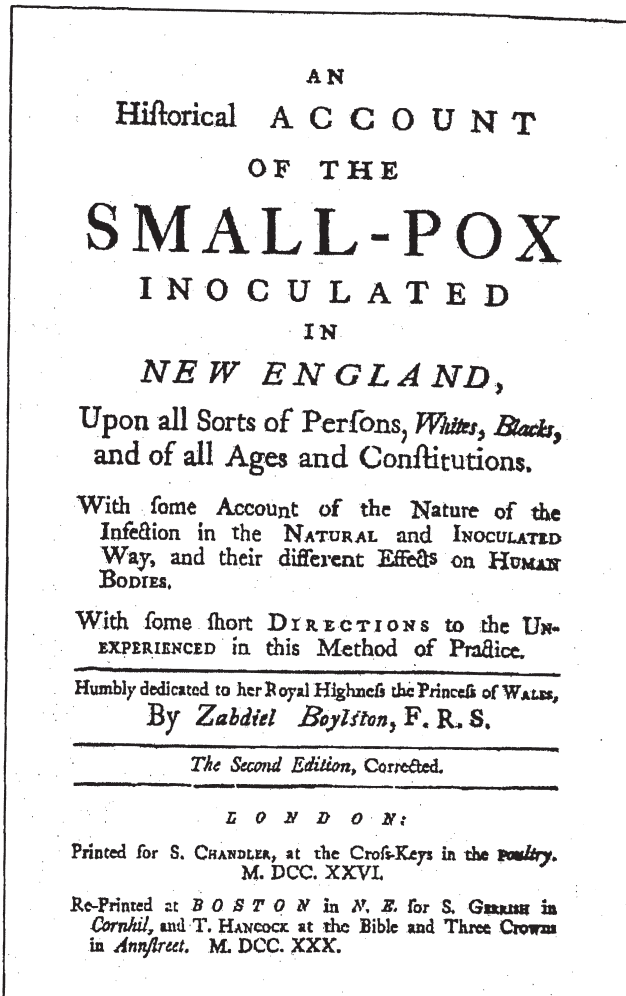 AN
Hiſtorical ACCOUNT
OF THE
SMALL-POX
INOCULATED
IN
NEW ENGLAND,
Upon all Sorts of Perſons, Whites, Blacks,
and of all Ages and Conſtitutions.
With ſome Account of the Nature of the
Infection in the NATURAL and INOCULATED
Way, and their different Effects on HUMAN
BODIES.
With ſome ſhort DIRECTIONS to the UN-
EXPERIENCED in this Method of Practice.
Humbly dedicated to her Royal Highneſs the Princeſs of WALES,
By Zabdiel Boylſton, F. R. S.
The Second Edition, Corrected.
LONDON:
Printed for S. CHANDLER, at the Croſs-Keys in the Poultry.
M. DCC. XXVI.
Re-Printed at BOSTON in N. E. for S. GERRISH in
Cornhil, and T. HANCOCK at the Bible and Three Crowns
in Annſtreet. M. DCC. XXX.